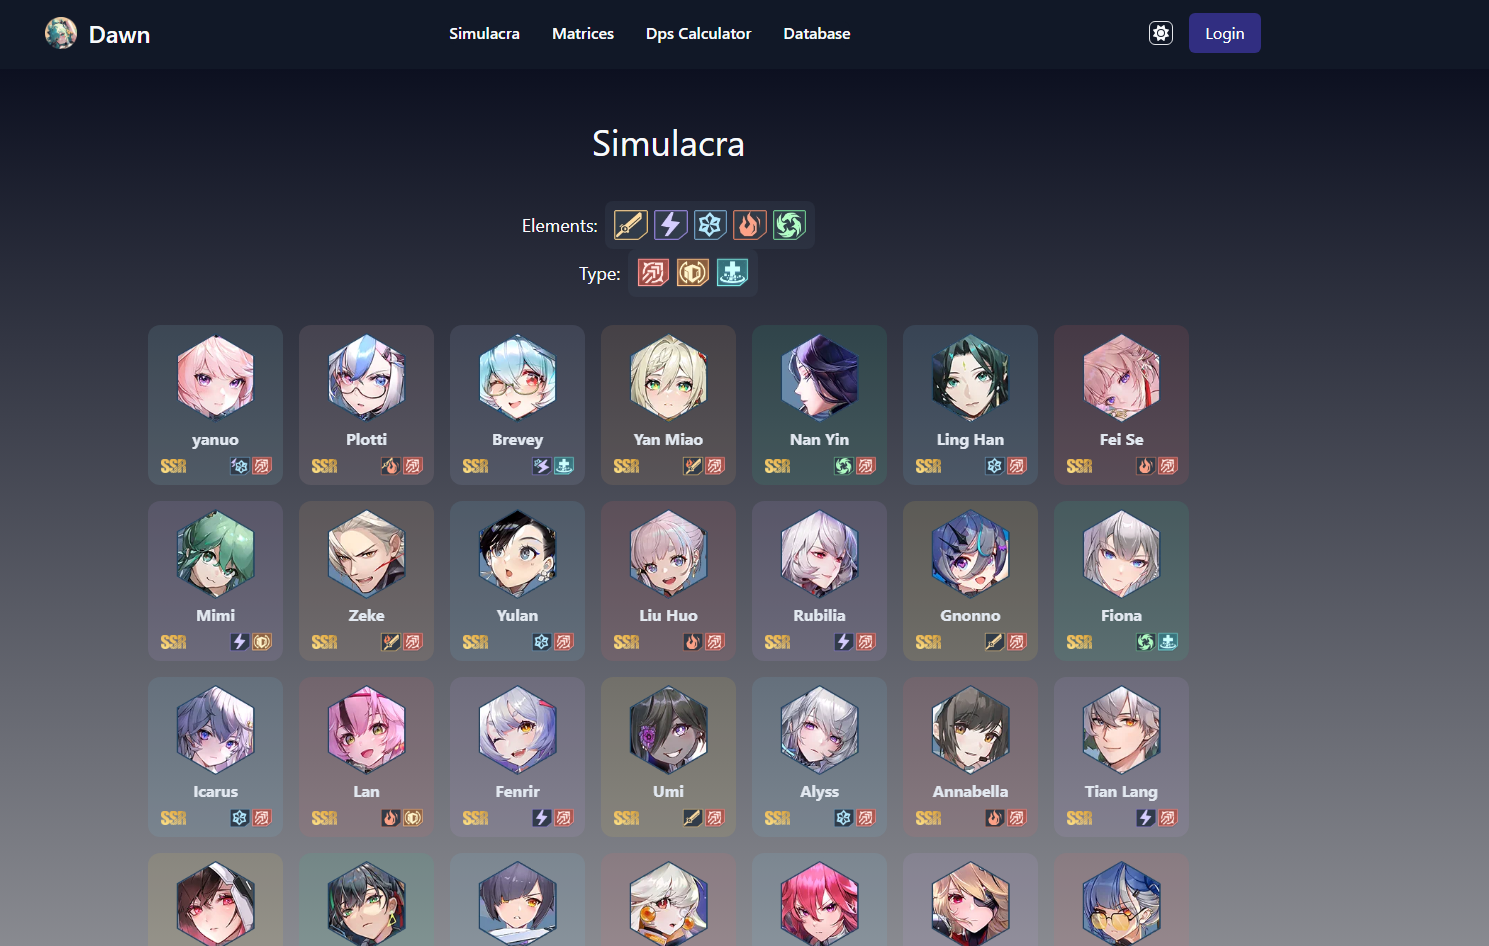 Dawn
Simulacra Matrices Dps Calculator Database
Login
Simulacra
Elements:
Type:
yanuo Plotti Brevey Yan Miao Nan Yin Ling Han Fei Se
SSR SSR SSR SSR SSR SSR SSR
Mimi Zeke Yulan Liu Huo Rubilia Gnonno Fiona
SSR SSR SSR SSR SSR SSR SSR
Icarus Lan Fenrir Umi Alyss Annabella Tian Lang
SSR SSR SSR SSR SSR SSR SSR